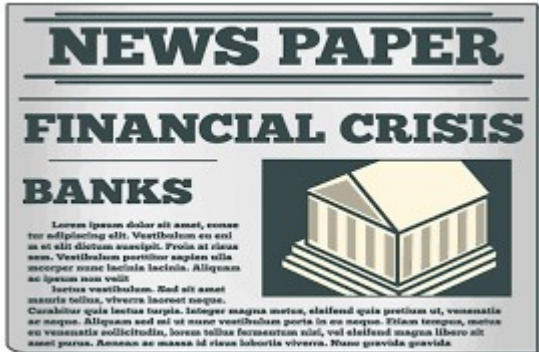 NEWS PAPER
FINANCIAL CRISIS
BANKS
Lorem ipsum dolor sit amet, conse
tur adipiscing elit. Vestibulum eu eni
m et elit dictum suscipit. Proin at risus
sem. Vestibulum porttitor sapien ulla
mcorper nunc lacinia lacinia. Aliquam
ac ipsum non velit
luctus vestibulum. Sed sit amet
mauris tellus, viverra laoreet neque.
Curabitur quis lectus turpis. Integer magna metus, eleifend quis pretium ut, venenatis
ac neque. Aliquam sed mi ut nunc vestibulum porta in eu neque. Etiam tempus, metus
eu venenatis sollicitudin, lorem tellus fermentum nisi, vel eleifend magna libero sit
amet purus. Aenean ac massa id risus lobortis viverra. Nunc gravida gravida